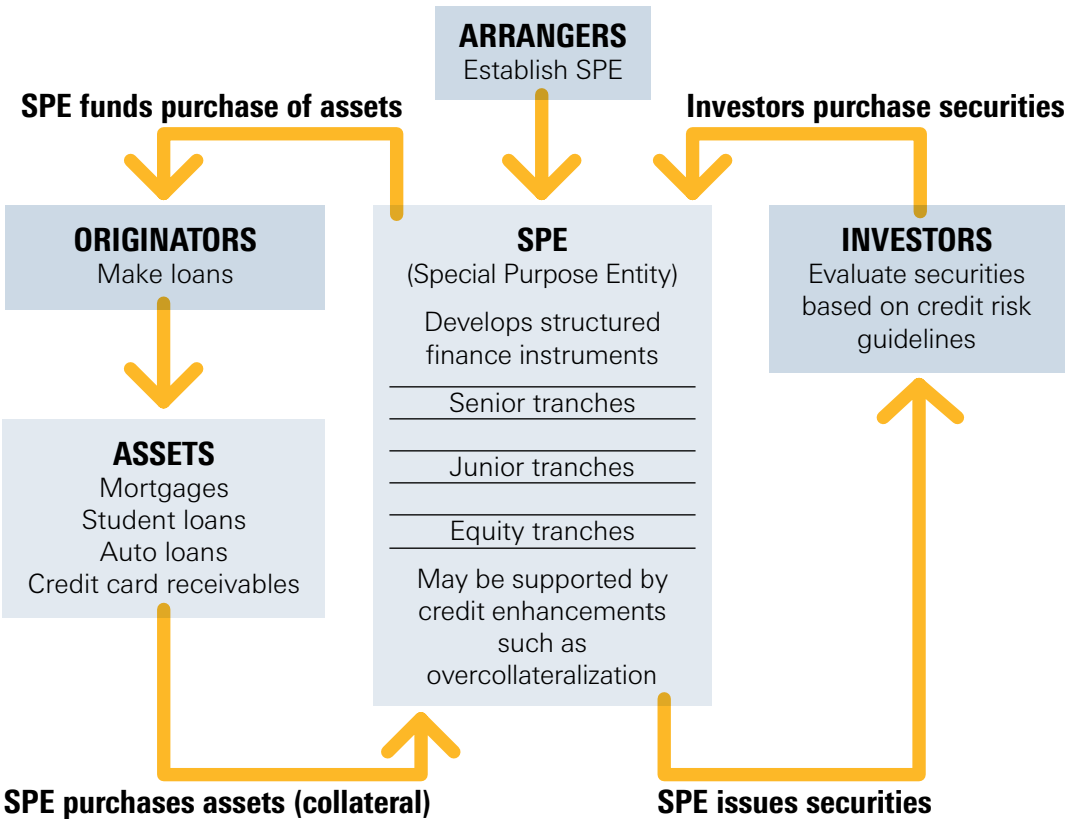 ARRANGERS
Establish SPE
SPE funds purchase of assets
Investors purchase securities
ORIGINATORS
Make loans
ASSETS
Mortgages
Student loans
Auto loans
Credit card receivables
SPE
(Special Purpose Entity)
Develops structured
finance instruments
Senior tranches
Junior tranches
Equity tranches
May be supported by
credit enhancements
such as
overcollateralization
INVESTORS
Evaluate securities
based on credit risk
guidelines
SPE purchases assets (collateral)
SPE issues securities